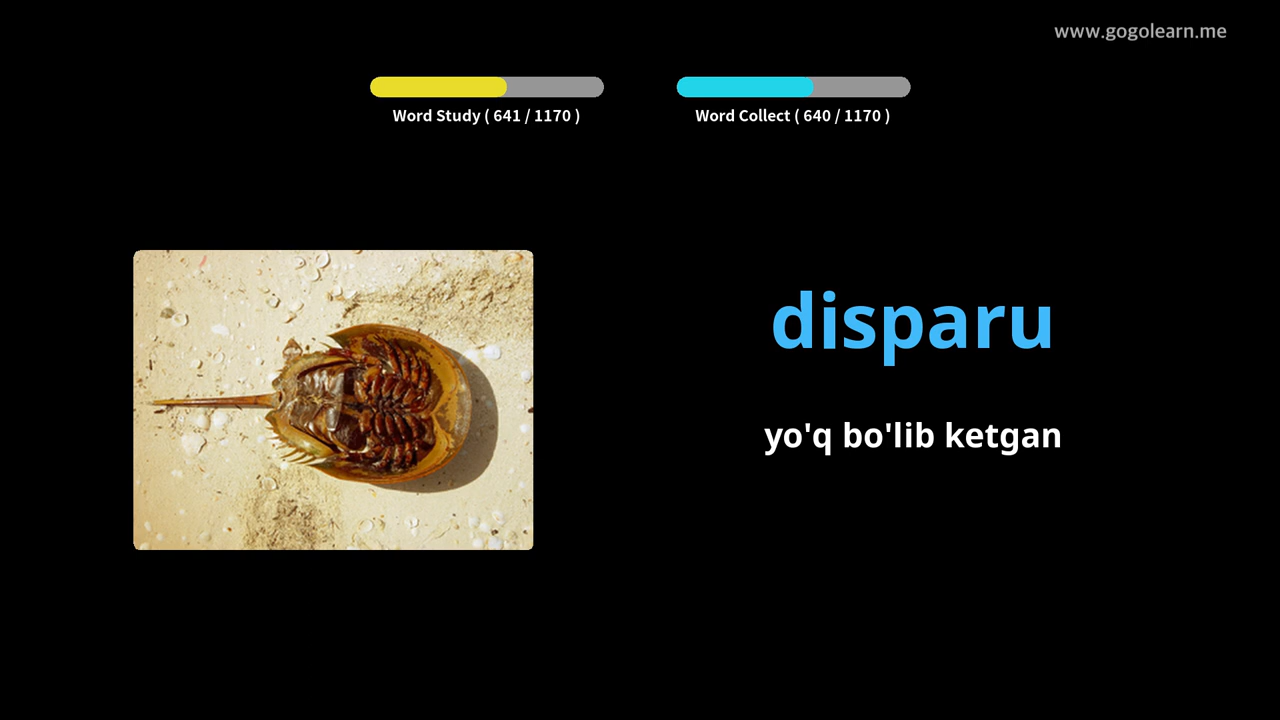 www.gogolearn.me
Word Study ( 641 / 1170 )
Word Collect ( 640 / 1170 )
disparu
yo'q bo'lib ketgan